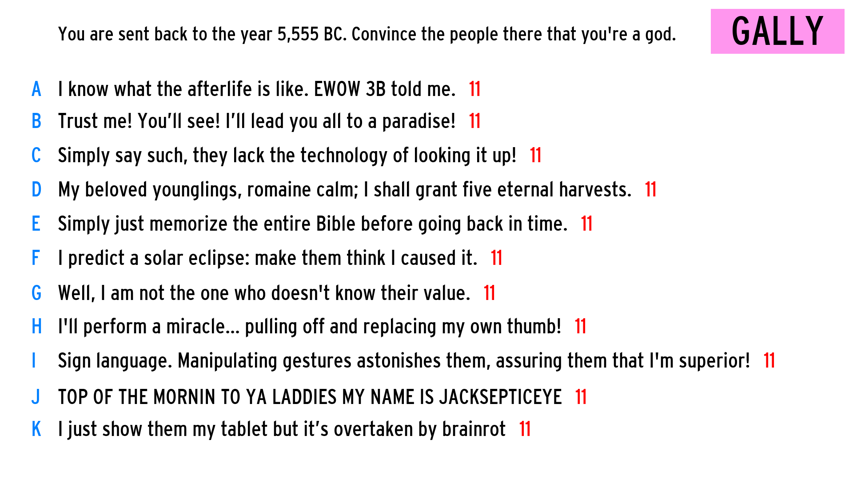 You are sent back to the year 5,555 BC. Convince the people there that you're a god.
GALLY
A I know what the afterlife is like. EWOW 3B told me. 11
B Trust me! You’ll see! I’ll lead you all to a paradise! 11
C Simply say such, they lack the technology of looking it up! 11
D My beloved younglings, romaine calm; I shall grant five eternal harvests. 11
E Simply just memorize the entire Bible before going back in time. 11
F I predict a solar eclipse: make them think I caused it. 11
G Well, I am not the one who doesn't know their value. 11
H I'll perform a miracle... pulling off and replacing my own thumb! 11
I Sign language. Manipulating gestures astonishes them, assuring them that I'm superior! 11
J TOP OF THE MORNIN TO YA LADDIES MY NAME IS JACKSEPTICEYE 11
K I just show them my tablet but it’s overtaken by brainrot 11